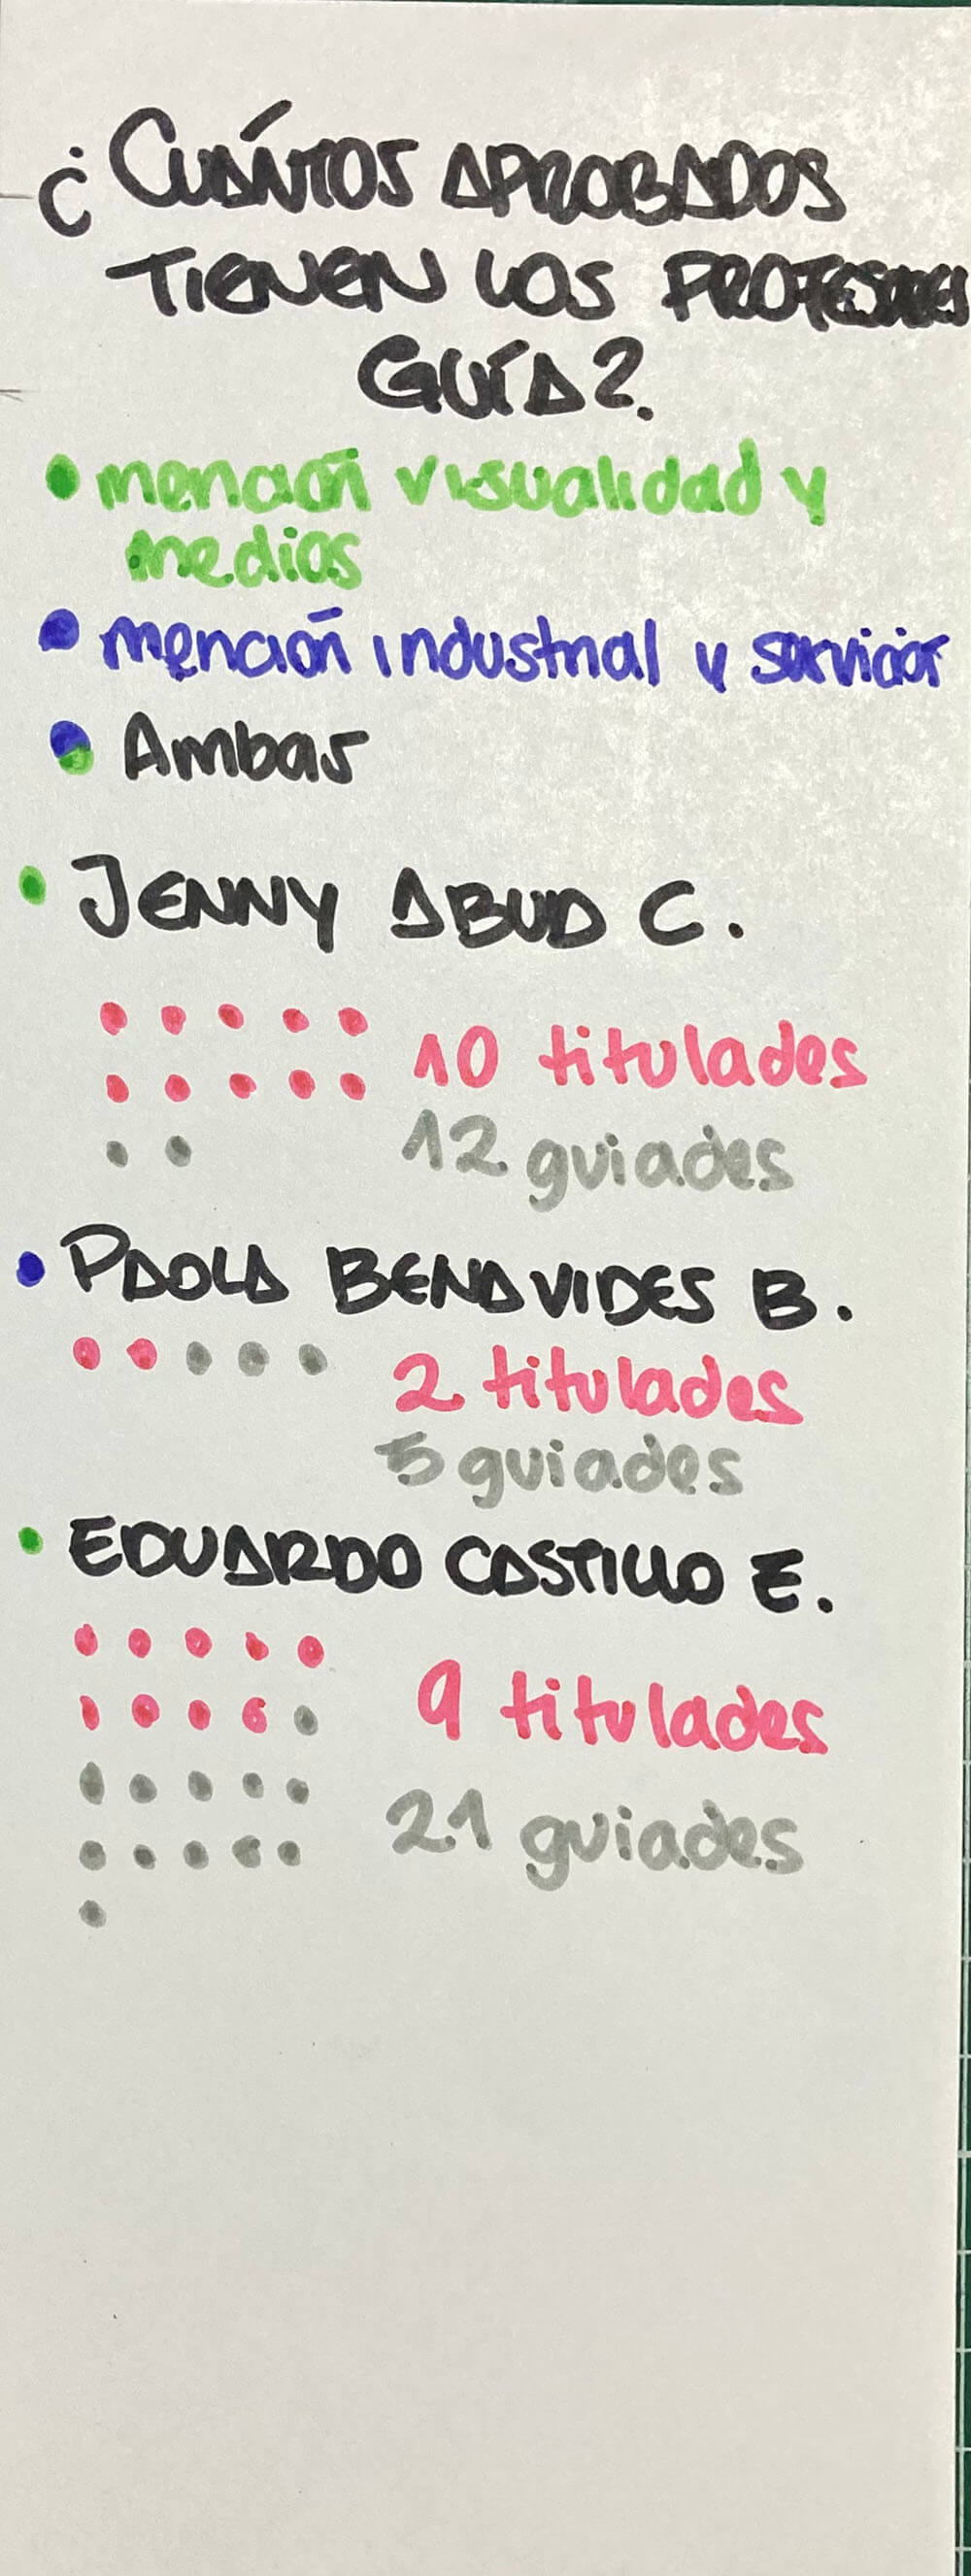 ¿CUÁNTOS APROBADOS
TIENEN LOS PROFESORES
GUÍA?
mención visualidad y
medios
mención industrial y servicios
Ambas
JENNY ABUD C.
10 titulades
12 guiades
PAOLA BENAVIDES B.
2 titulades
5 guiades
EDUARDO CASTILLO E.
9 titulades
21 guiades